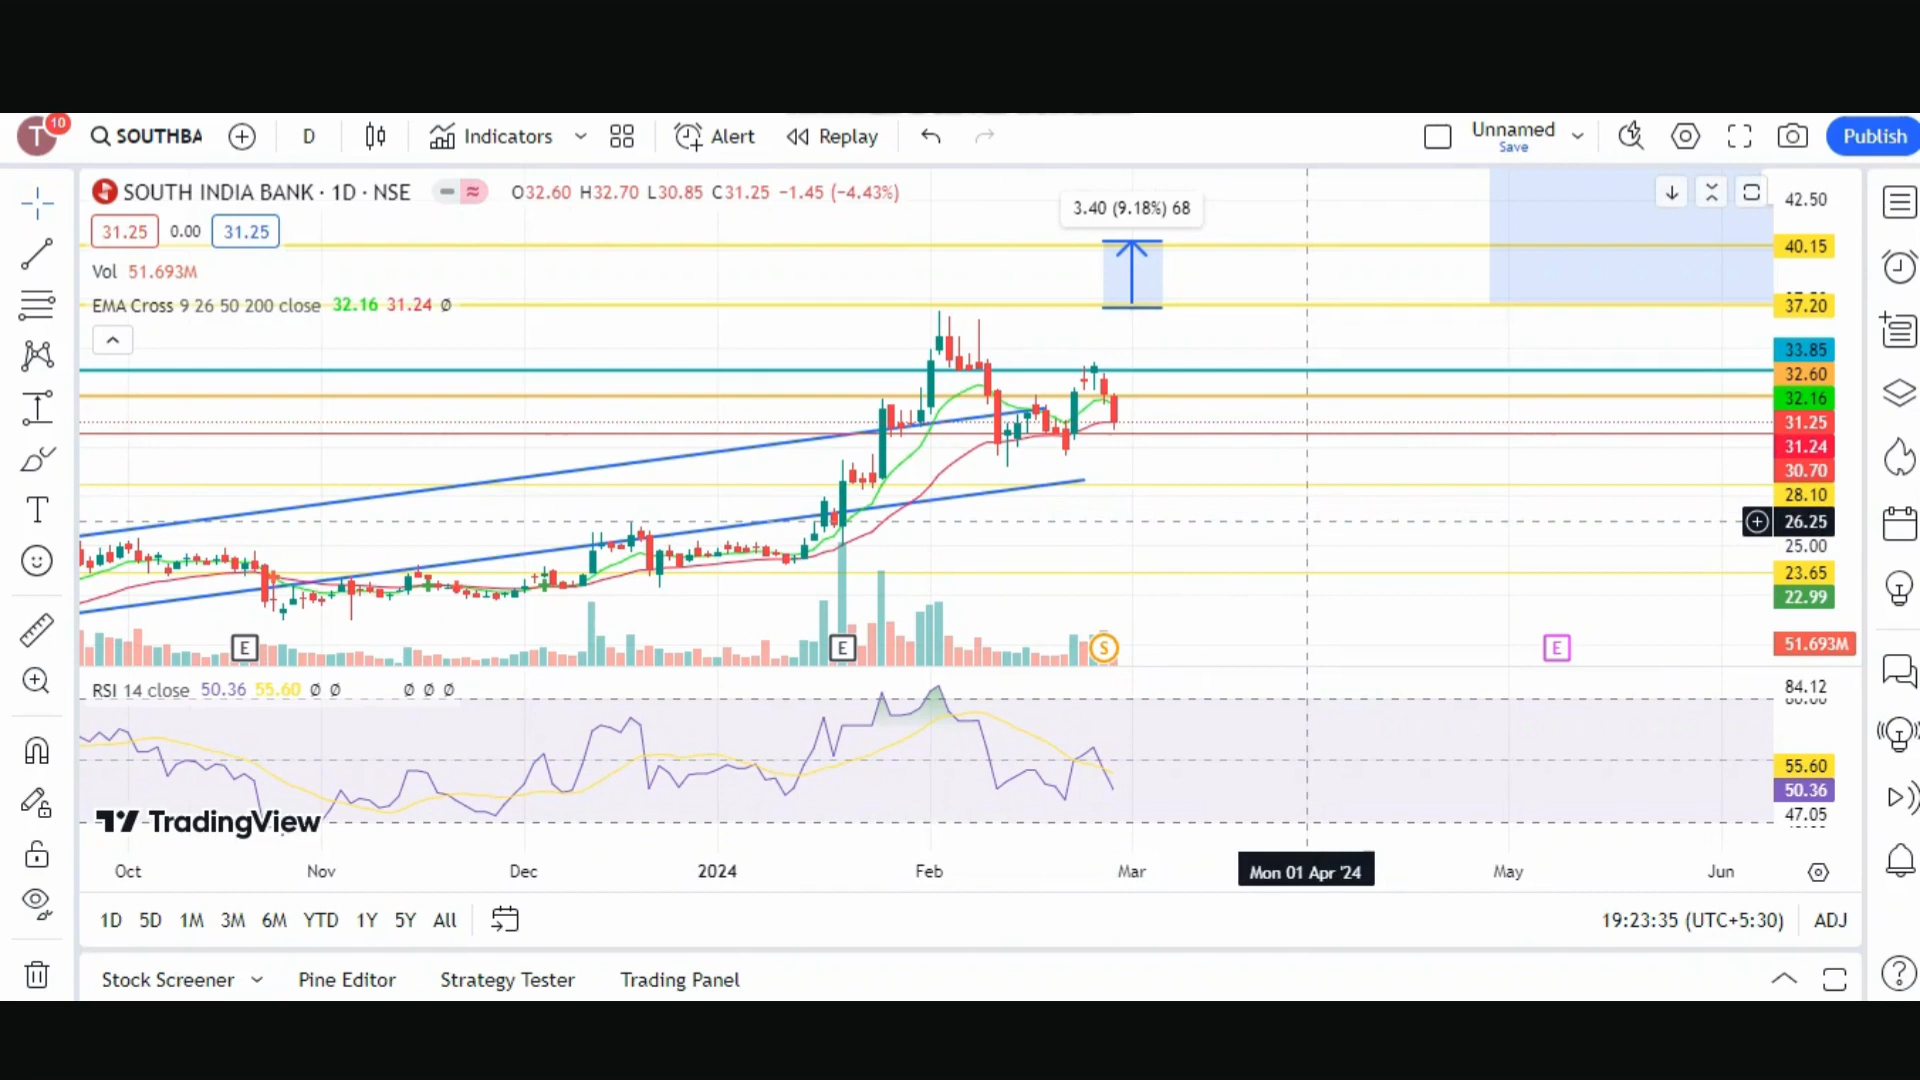 T 10 SOUTHBA D Indicators Alert Replay Unnamed Save Publish
SOUTH INDIA BANK · 1D · NSE O32.60 H32.70 L30.85 C31.25 −1.45 (−4.43%)
31.25 0.00 31.25
Vol 51.693M
EMA Cross 9 26 50 200 close 32.16 31.24 Ø
3.40 (9.18%) 68
42.50
40.15
37.20
33.85
32.60
32.16
31.25
31.24
30.70
28.10
26.25
25.00
23.65
22.99
E E S E
51.693M
RSI 14 close 50.36 55.60 Ø Ø Ø Ø Ø
84.12
55.60
50.36
47.05
TradingView
Oct Nov Dec 2024 Feb Mar Mon 01 Apr '24 May Jun
1D 5D 1M 3M 6M YTD 1Y 5Y All 19:23:35 (UTC+5:30) ADJ
Stock Screener Pine Editor Strategy Tester Trading Panel